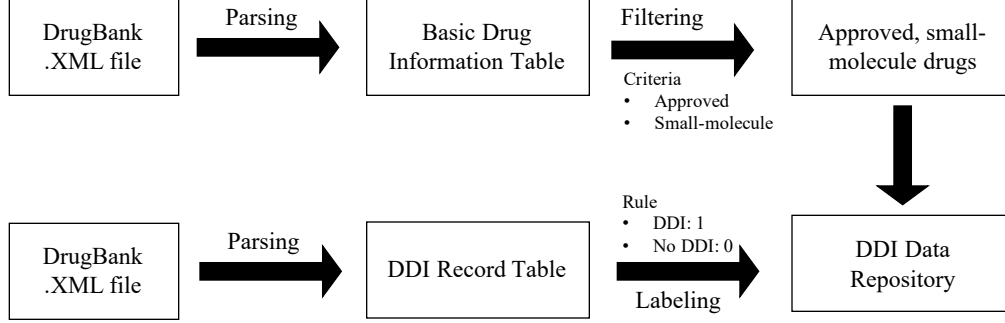 DrugBank
.XML file
Parsing
Basic Drug
Information Table
Filtering
Criteria
• Approved
• Small-molecule
Approved, small-
molecule drugs
DrugBank
.XML file
Parsing
DDI Record Table
Rule
• DDI: 1
• No DDI: 0
Labeling
DDI Data
Repository